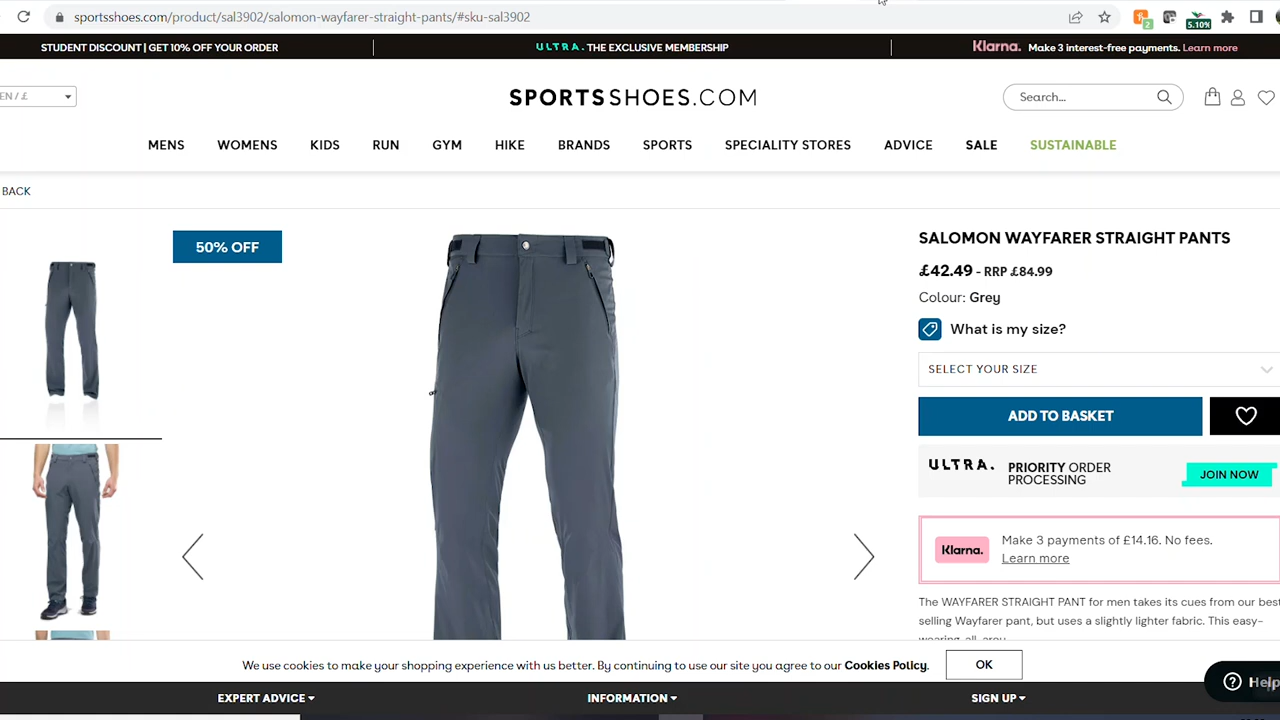 sportsshoes.com/product/sal3902/salomon-wayfarer-straight-pants/#sku-sal3902
2
5.10%
STUDENT DISCOUNT | GET 10% OFF YOUR ORDER
ULTRA. THE EXCLUSIVE MEMBERSHIP
Klarna. Make 3 interest-free payments. Learn more
EN / £
SPORTSSHOES.COM
Search...
MENS WOMENS KIDS RUN GYM HIKE BRANDS SPORTS SPECIALITY STORES ADVICE SALE SUSTAINABLE
BACK
50% OFF
SALOMON WAYFARER STRAIGHT PANTS
£42.49 - RRP £84.99
Colour: Grey
What is my size?
SELECT YOUR SIZE
ADD TO BASKET
ULTRA. PRIORITY ORDER
PROCESSING
JOIN NOW
Klarna. Make 3 payments of £14.16. No fees.
Learn more
The WAYFARER STRAIGHT PANT for men takes its cues from our best
selling Wayfarer pant, but uses a slightly lighter fabric. This easy-
We use cookies to make your shopping experience with us better. By continuing to use our site you agree to our Cookies Policy.
OK
EXPERT ADVICE INFORMATION SIGN UP
Help